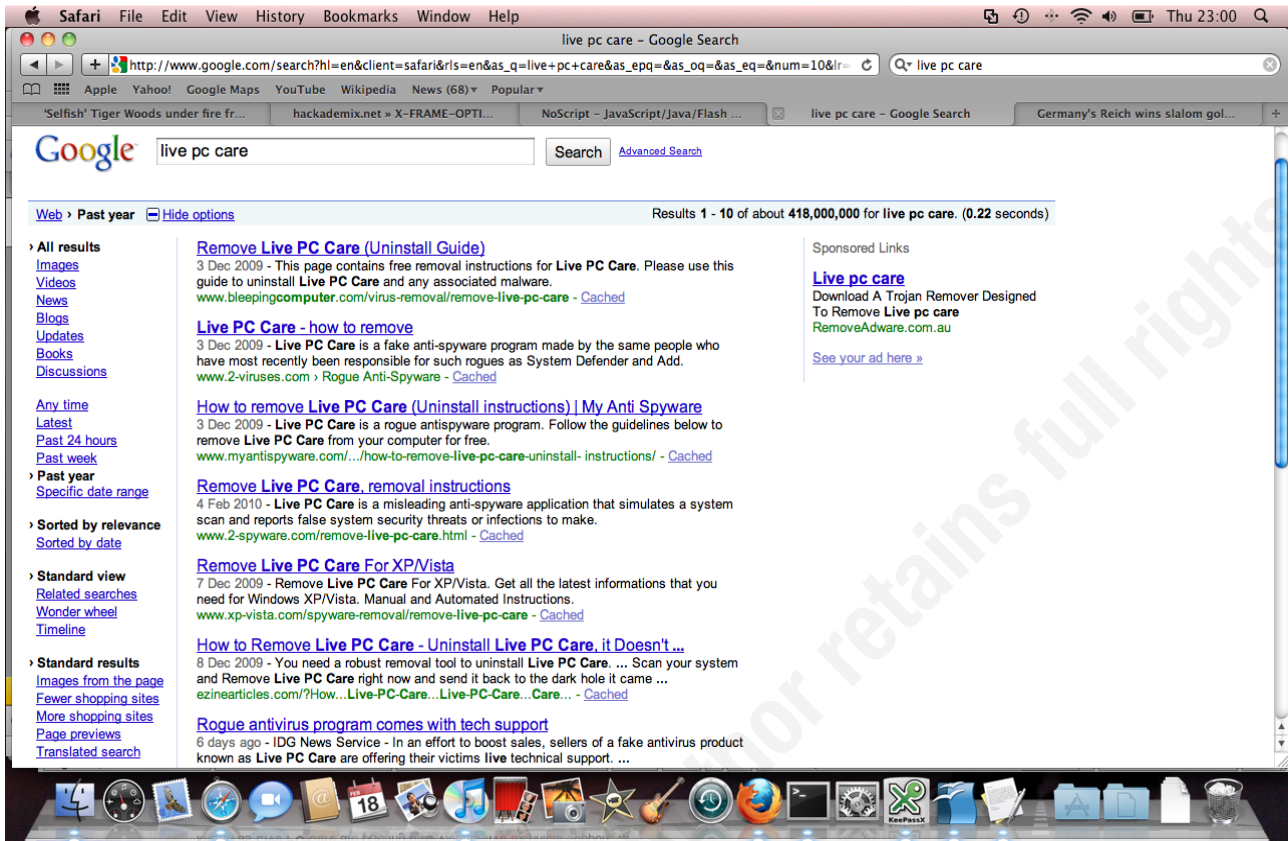 Safari File Edit View History Bookmarks Window Help Thu 23:00
live pc care – Google Search
http://www.google.com/search?hl=en&client=safari&rls=en&as_q=live+pc+care&as_epq=&as_oq=&as_eq=&num=10&lr= live pc care
Apple Yahoo! Google Maps YouTube Wikipedia News (68) Popular
'Selfish' Tiger Woods under fire fr... hackademix.net » X-FRAME-OPTI... NoScript – JavaScript/Java/Flash ... live pc care – Google Search Germany's Reich wins slalom gol...
Google live pc care Search Advanced Search
Web › Past year Hide options Results 1 - 10 of about 418,000,000 for live pc care. (0.22 seconds)
› All results
Images
Videos
News
Blogs
Updates
Books
Discussions
Any time
Latest
Past 24 hours
Past week
› Past year
Specific date range
› Sorted by relevance
Sorted by date
› Standard view
Related searches
Wonder wheel
Timeline
› Standard results
Images from the page
Fewer shopping sites
More shopping sites
Page previews
Translated search
Remove Live PC Care (Uninstall Guide)
3 Dec 2009 - This page contains free removal instructions for Live PC Care. Please use this
guide to uninstall Live PC Care and any associated malware.
www.bleepingcomputer.com/virus-removal/remove-live-pc-care - Cached
Live PC Care - how to remove
3 Dec 2009 - Live PC Care is a fake anti-spyware program made by the same people who
have most recently been responsible for such rogues as System Defender and Add.
www.2-viruses.com › Rogue Anti-Spyware - Cached
How to remove Live PC Care (Uninstall instructions) | My Anti Spyware
3 Dec 2009 - Live PC Care is a rogue antispyware program. Follow the guidelines below to
remove Live PC Care from your computer for free.
www.myantispyware.com/.../how-to-remove-live-pc-care-uninstall- instructions/ - Cached
Remove Live PC Care, removal instructions
4 Feb 2010 - Live PC Care is a misleading anti-spyware application that simulates a system
scan and reports false system security threats or infections to make.
www.2-spyware.com/remove-live-pc-care.html - Cached
Remove Live PC Care For XP/Vista
7 Dec 2009 - Remove Live PC Care For XP/Vista. Get all the latest informations that you
need for Windows XP/Vista. Manual and Automated Instructions.
www.xp-vista.com/spyware-removal/remove-live-pc-care - Cached
How to Remove Live PC Care - Uninstall Live PC Care, it Doesn't ...
8 Dec 2009 - You need a robust removal tool to uninstall Live PC Care. ... Scan your system
and Remove Live PC Care right now and send it back to the dark hole it came ...
ezinearticles.com/?How...Live-PC-Care...Live-PC-Care...Care... - Cached
Rogue antivirus program comes with tech support
6 days ago - IDG News Service - In an effort to boost sales, sellers of a fake antivirus product
known as Live PC Care are offering their victims live technical support. ...
Sponsored Links
Live pc care
Download A Trojan Remover Designed
To Remove Live pc care
RemoveAdware.com.au
See your ad here »
hor retains full rights
FEB
18
KeePassX